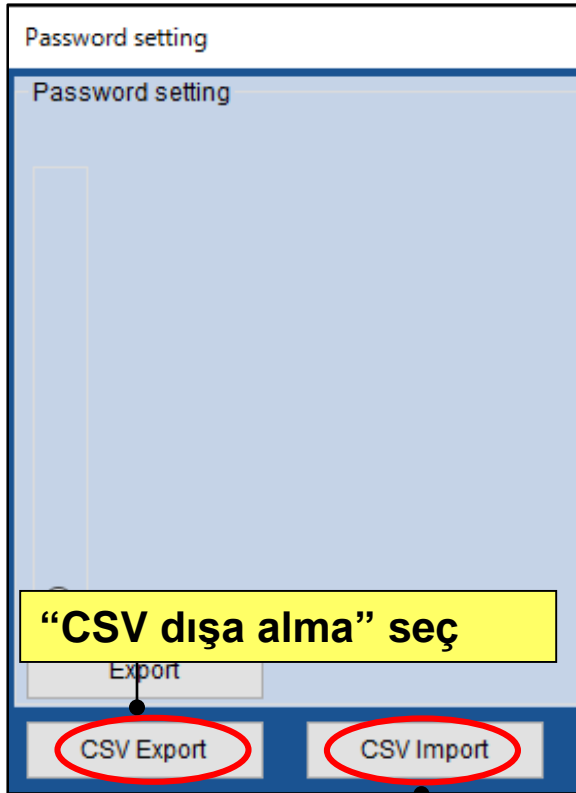 Password setting
Password setting
“CSV dışa alma” seç
Export
CSV Export
CSV Import